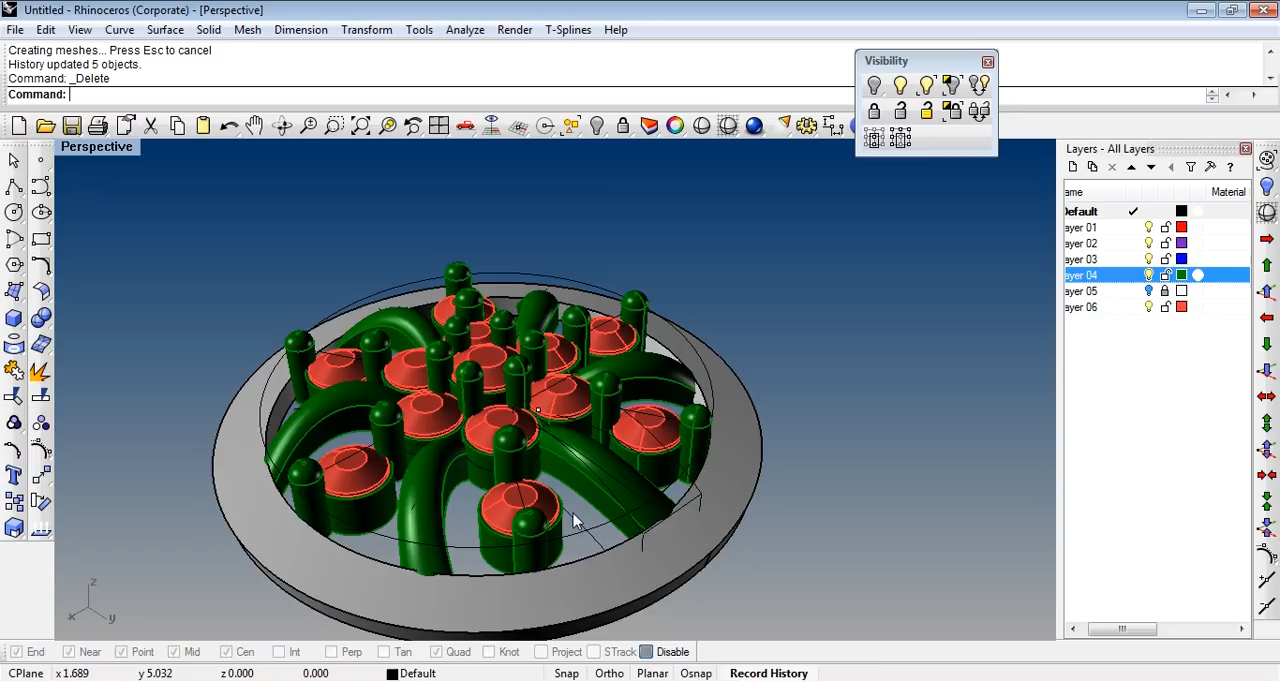 Untitled - Rhinoceros (Corporate) - [Perspective]
File Edit View Curve Surface Solid Mesh Dimension Transform Tools Analyze Render T-Splines Help
Creating meshes... Press Esc to cancel
History updated 5 objects.
Command: _Delete
Command:
Visibility
Perspective
Layers - All Layers
ame Material
Default
ayer 01
ayer 02
ayer 03
ayer 04
ayer 05
ayer 06
z
x y
End Near Point Mid Cen Int Perp Tan Quad Knot Project STrack Disable
CPlane x 1.689 y 5.032 z 0.000 0.000 Default Snap Ortho Planar Osnap Record History